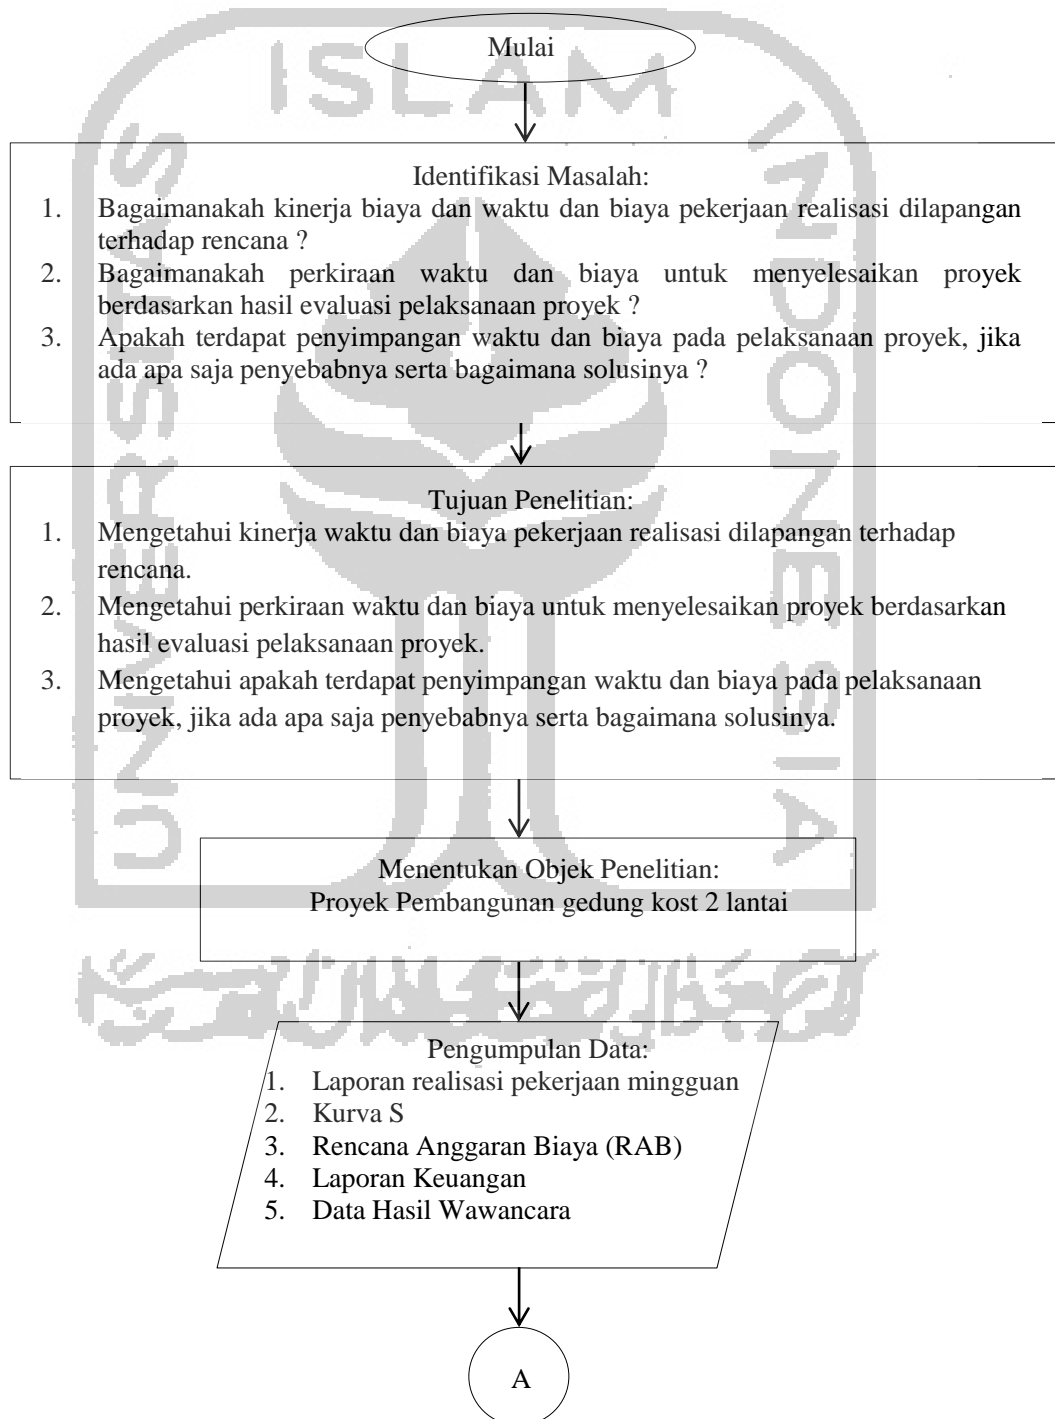 Mulai
ISLAM
UNIVERSITAS
INDONESIA
Identifikasi Masalah:
1. Bagaimanakah kinerja biaya dan waktu dan biaya pekerjaan realisasi dilapangan
terhadap rencana ?
2. Bagaimanakah perkiraan waktu dan biaya untuk menyelesaikan proyek
berdasarkan hasil evaluasi pelaksanaan proyek ?
3. Apakah terdapat penyimpangan waktu dan biaya pada pelaksanaan proyek, jika
ada apa saja penyebabnya serta bagaimana solusinya ?
Tujuan Penelitian:
1. Mengetahui kinerja waktu dan biaya pekerjaan realisasi dilapangan terhadap
rencana.
2. Mengetahui perkiraan waktu dan biaya untuk menyelesaikan proyek berdasarkan
hasil evaluasi pelaksanaan proyek.
3. Mengetahui apakah terdapat penyimpangan waktu dan biaya pada pelaksanaan
proyek, jika ada apa saja penyebabnya serta bagaimana solusinya.
Menentukan Objek Penelitian:
Proyek Pembangunan gedung kost 2 lantai
Pengumpulan Data:
1. Laporan realisasi pekerjaan mingguan
2. Kurva S
3. Rencana Anggaran Biaya (RAB)
4. Laporan Keuangan
5. Data Hasil Wawancara
A